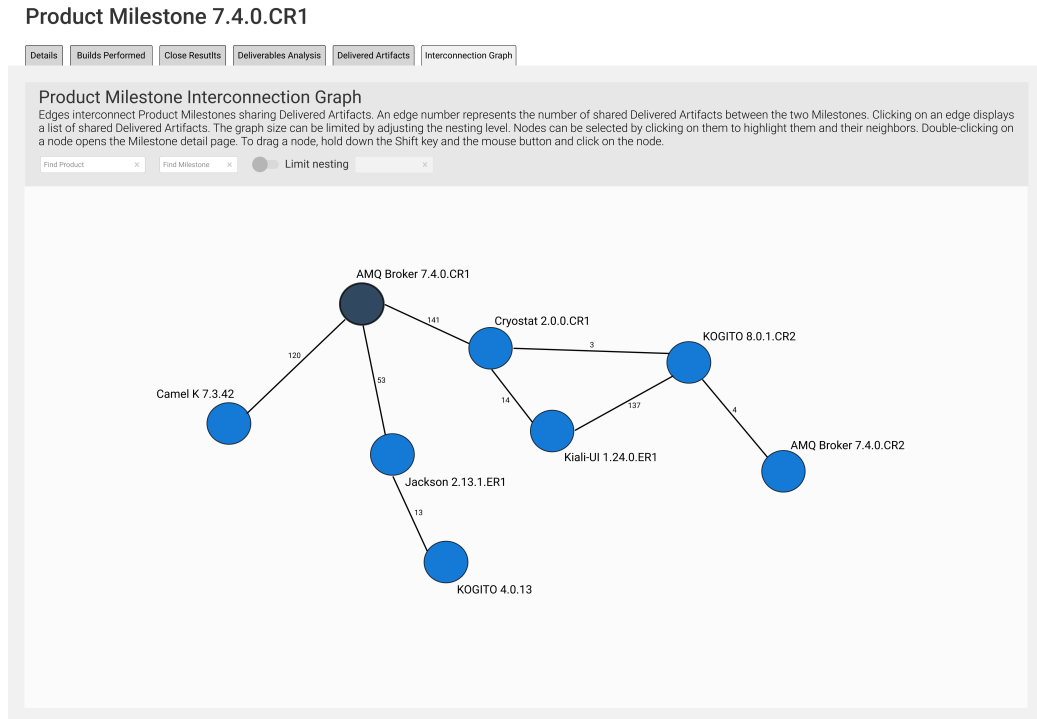 Product Milestone 7.4.0.CR1
Details
Builds Performed
Close Resutlts
Deliverables Analysis
Delivered Artifacts
Interconnection Graph
Product Milestone Interconnection Graph
Edges interconnect Product Milestones sharing Delivered Artifacts. An edge number represents the number of shared Delivered Artifacts between the two Milestones. Clicking on an edge displays
a list of shared Delivered Artifacts. The graph size can be limited by adjusting the nesting level. Nodes can be selected by clicking on them to highlight them and their neighbors. Double-clicking on
a node opens the Milestone detail page. To drag a node, hold down the Shift key and the mouse button and click on the node.
Find Product ×
Find Milestone ×
Limit nesting
×
AMQ Broker 7.4.0.CR1
141
Cryostat 2.0.0.CR1
KOGITO 8.0.1.CR2
3
120
53
Camel K 7.3.42
14
137
4
AMQ Broker 7.4.0.CR2
Kiali-UI 1.24.0.ER1
Jackson 2.13.1.ER1
13
KOGITO 4.0.13